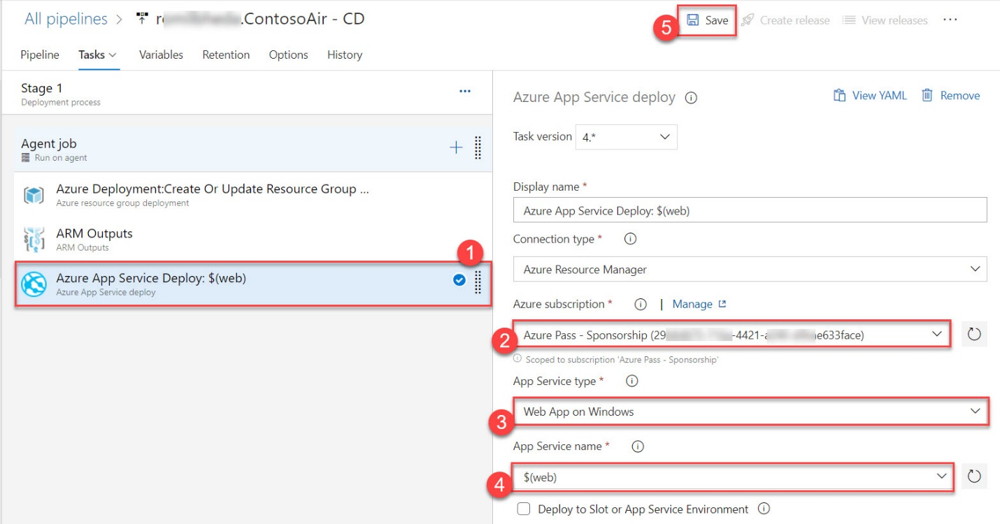 All pipelines > r .ContosoAir - CD
5
Save
Create release
View releases
...
Pipeline
Tasks
Variables
Retention
Options
History
Stage 1
Deployment process
...
Agent job
Run on agent
Azure Deployment:Create Or Update Resource Group ...
Azure resource group deployment
ARM Outputs
ARM Outputs
1
Azure App Service Deploy: $(web)
Azure App Service deploy
Azure App Service deploy
View YAML
Remove
Task version
4.*
Display name *
Azure App Service Deploy: $(web)
Connection type *
Azure Resource Manager
Azure subscription *
| Manage
2
Azure Pass - Sponsorship (29 -4421-a e633face)
Scoped to subscription 'Azure Pass - Sponsorship'
App Service type *
3
Web App on Windows
App Service name *
4
$(web)
Deploy to Slot or App Service Environment